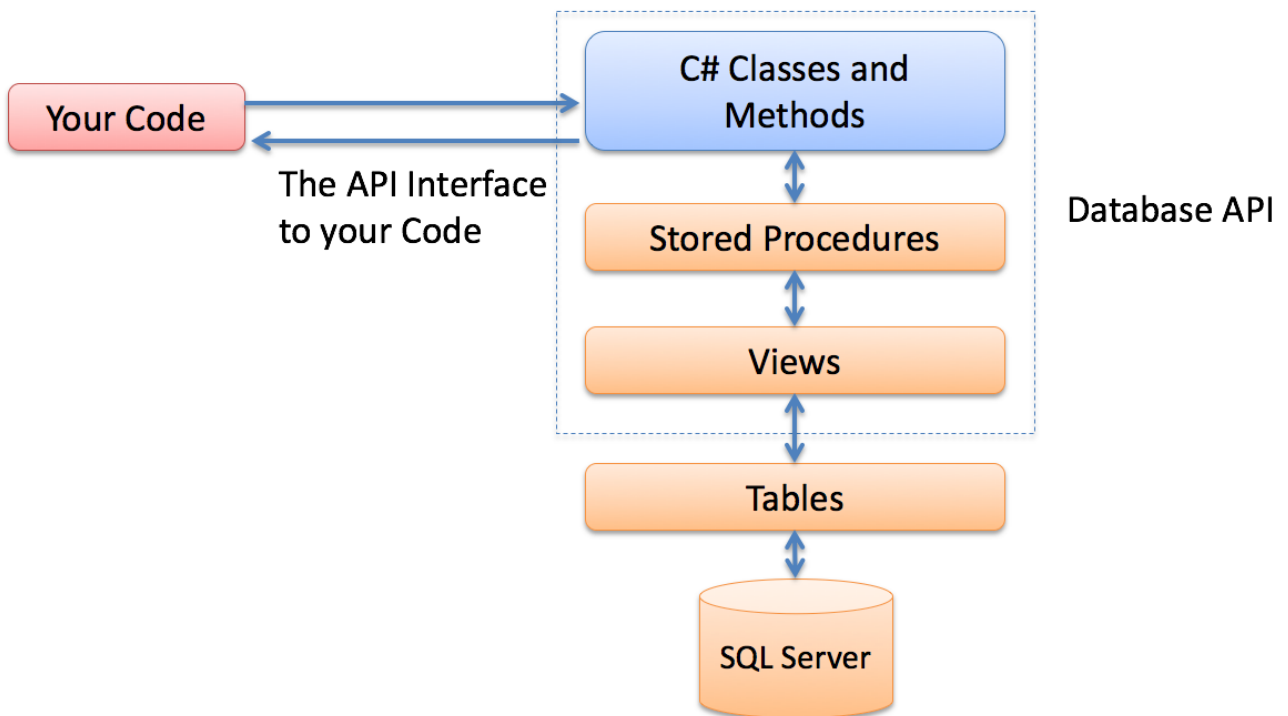 C# Classes and
Methods
Your Code
The API Interface
to your Code
Database API
Stored Procedures
Views
Tables
SQL Server